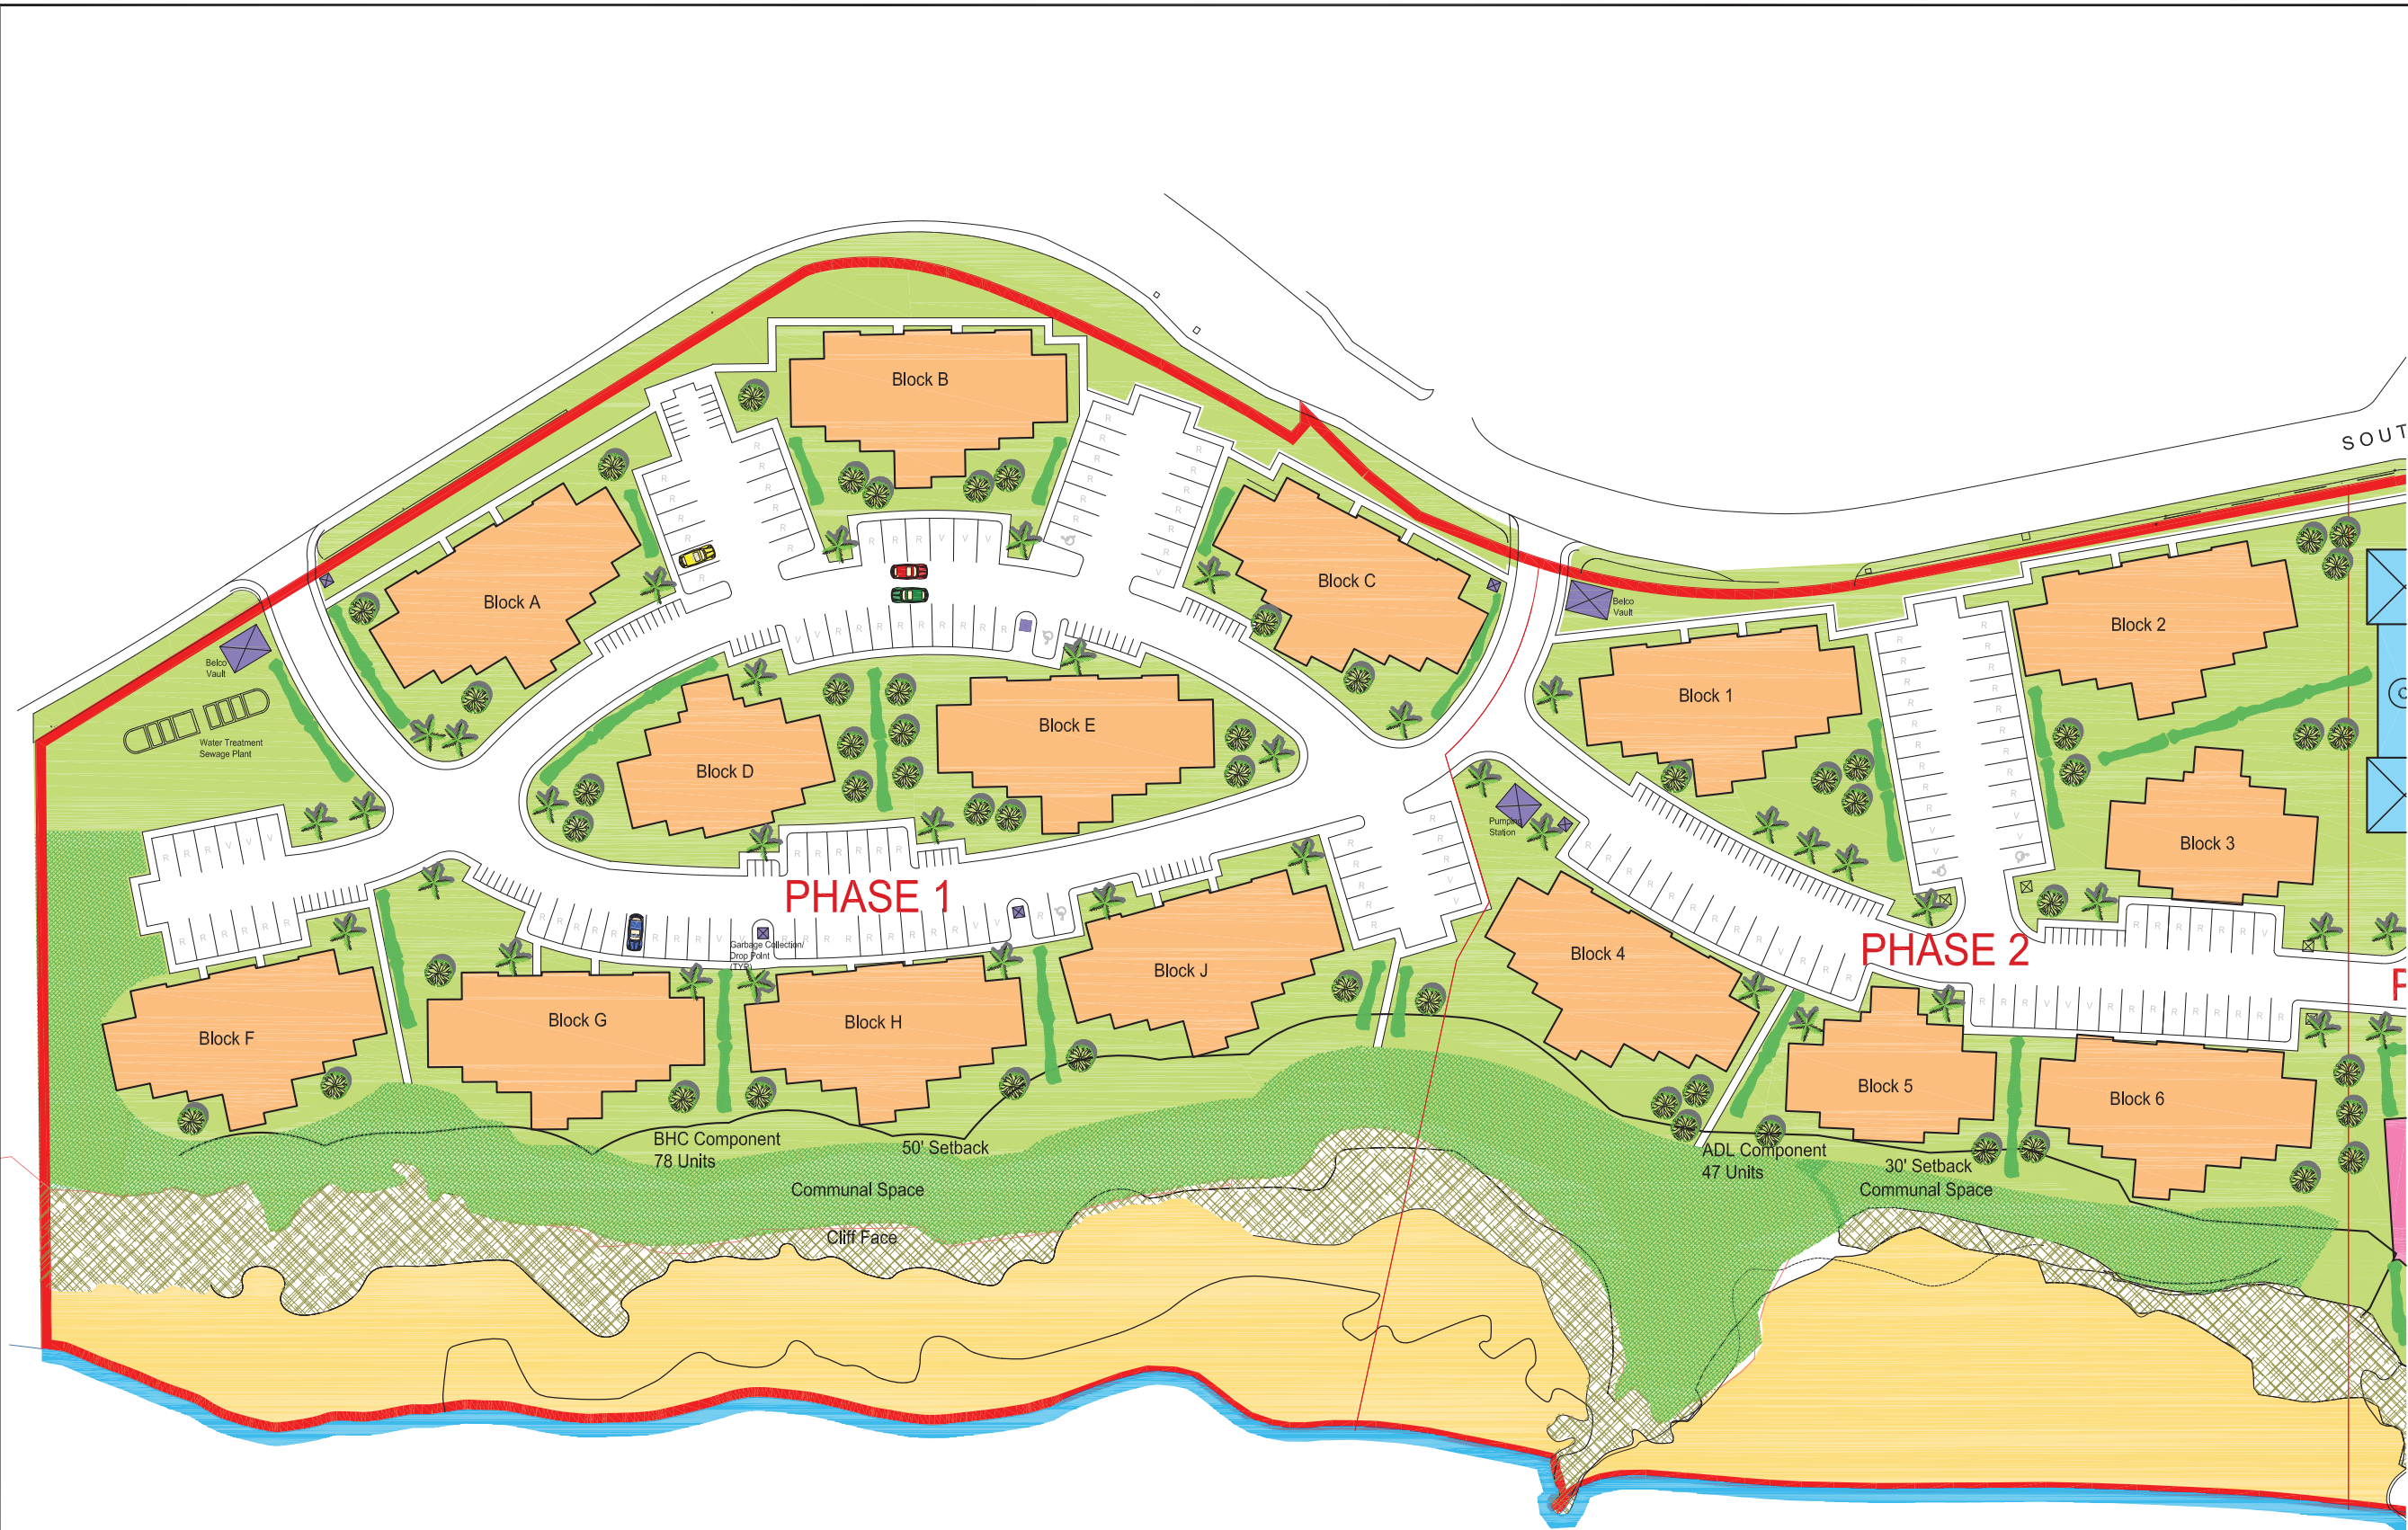 SOUT
Block B
Block A
Block C
Belco
Vault
Block 2
Belco
Vault
Water Treatment
Sewage Plant
Block D
Block E
Block 1
Pumping
Station
Block 3
PHASE 1
Garbage Collection/
Drop Point
(TYP)
PHASE 2
P
Block F
Block G
Block H
Block J
Block 4
Block 5
Block 6
BHC Component
78 Units
50' Setback
Communal Space
Cliff Face
ADL Component
47 Units
30' Setback
Communal Space